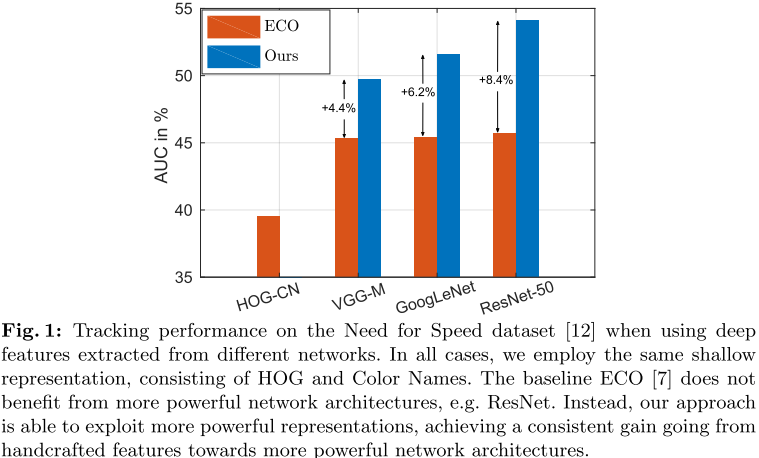 55
50
45
40
35
AUC in %
ECO
Ours
+4.4%
+6.2%
+8.4%
HOG-CN
VGG-M
GoogLeNet
ResNet-50
Fig. 1: Tracking performance on the Need for Speed dataset [12] when using deep
features extracted from different networks. In all cases, we employ the same shallow
representation, consisting of HOG and Color Names. The baseline ECO [7] does not
benefit from more powerful network architectures, e.g. ResNet. Instead, our approach
is able to exploit more powerful representations, achieving a consistent gain going from
handcrafted features towards more powerful network architectures.